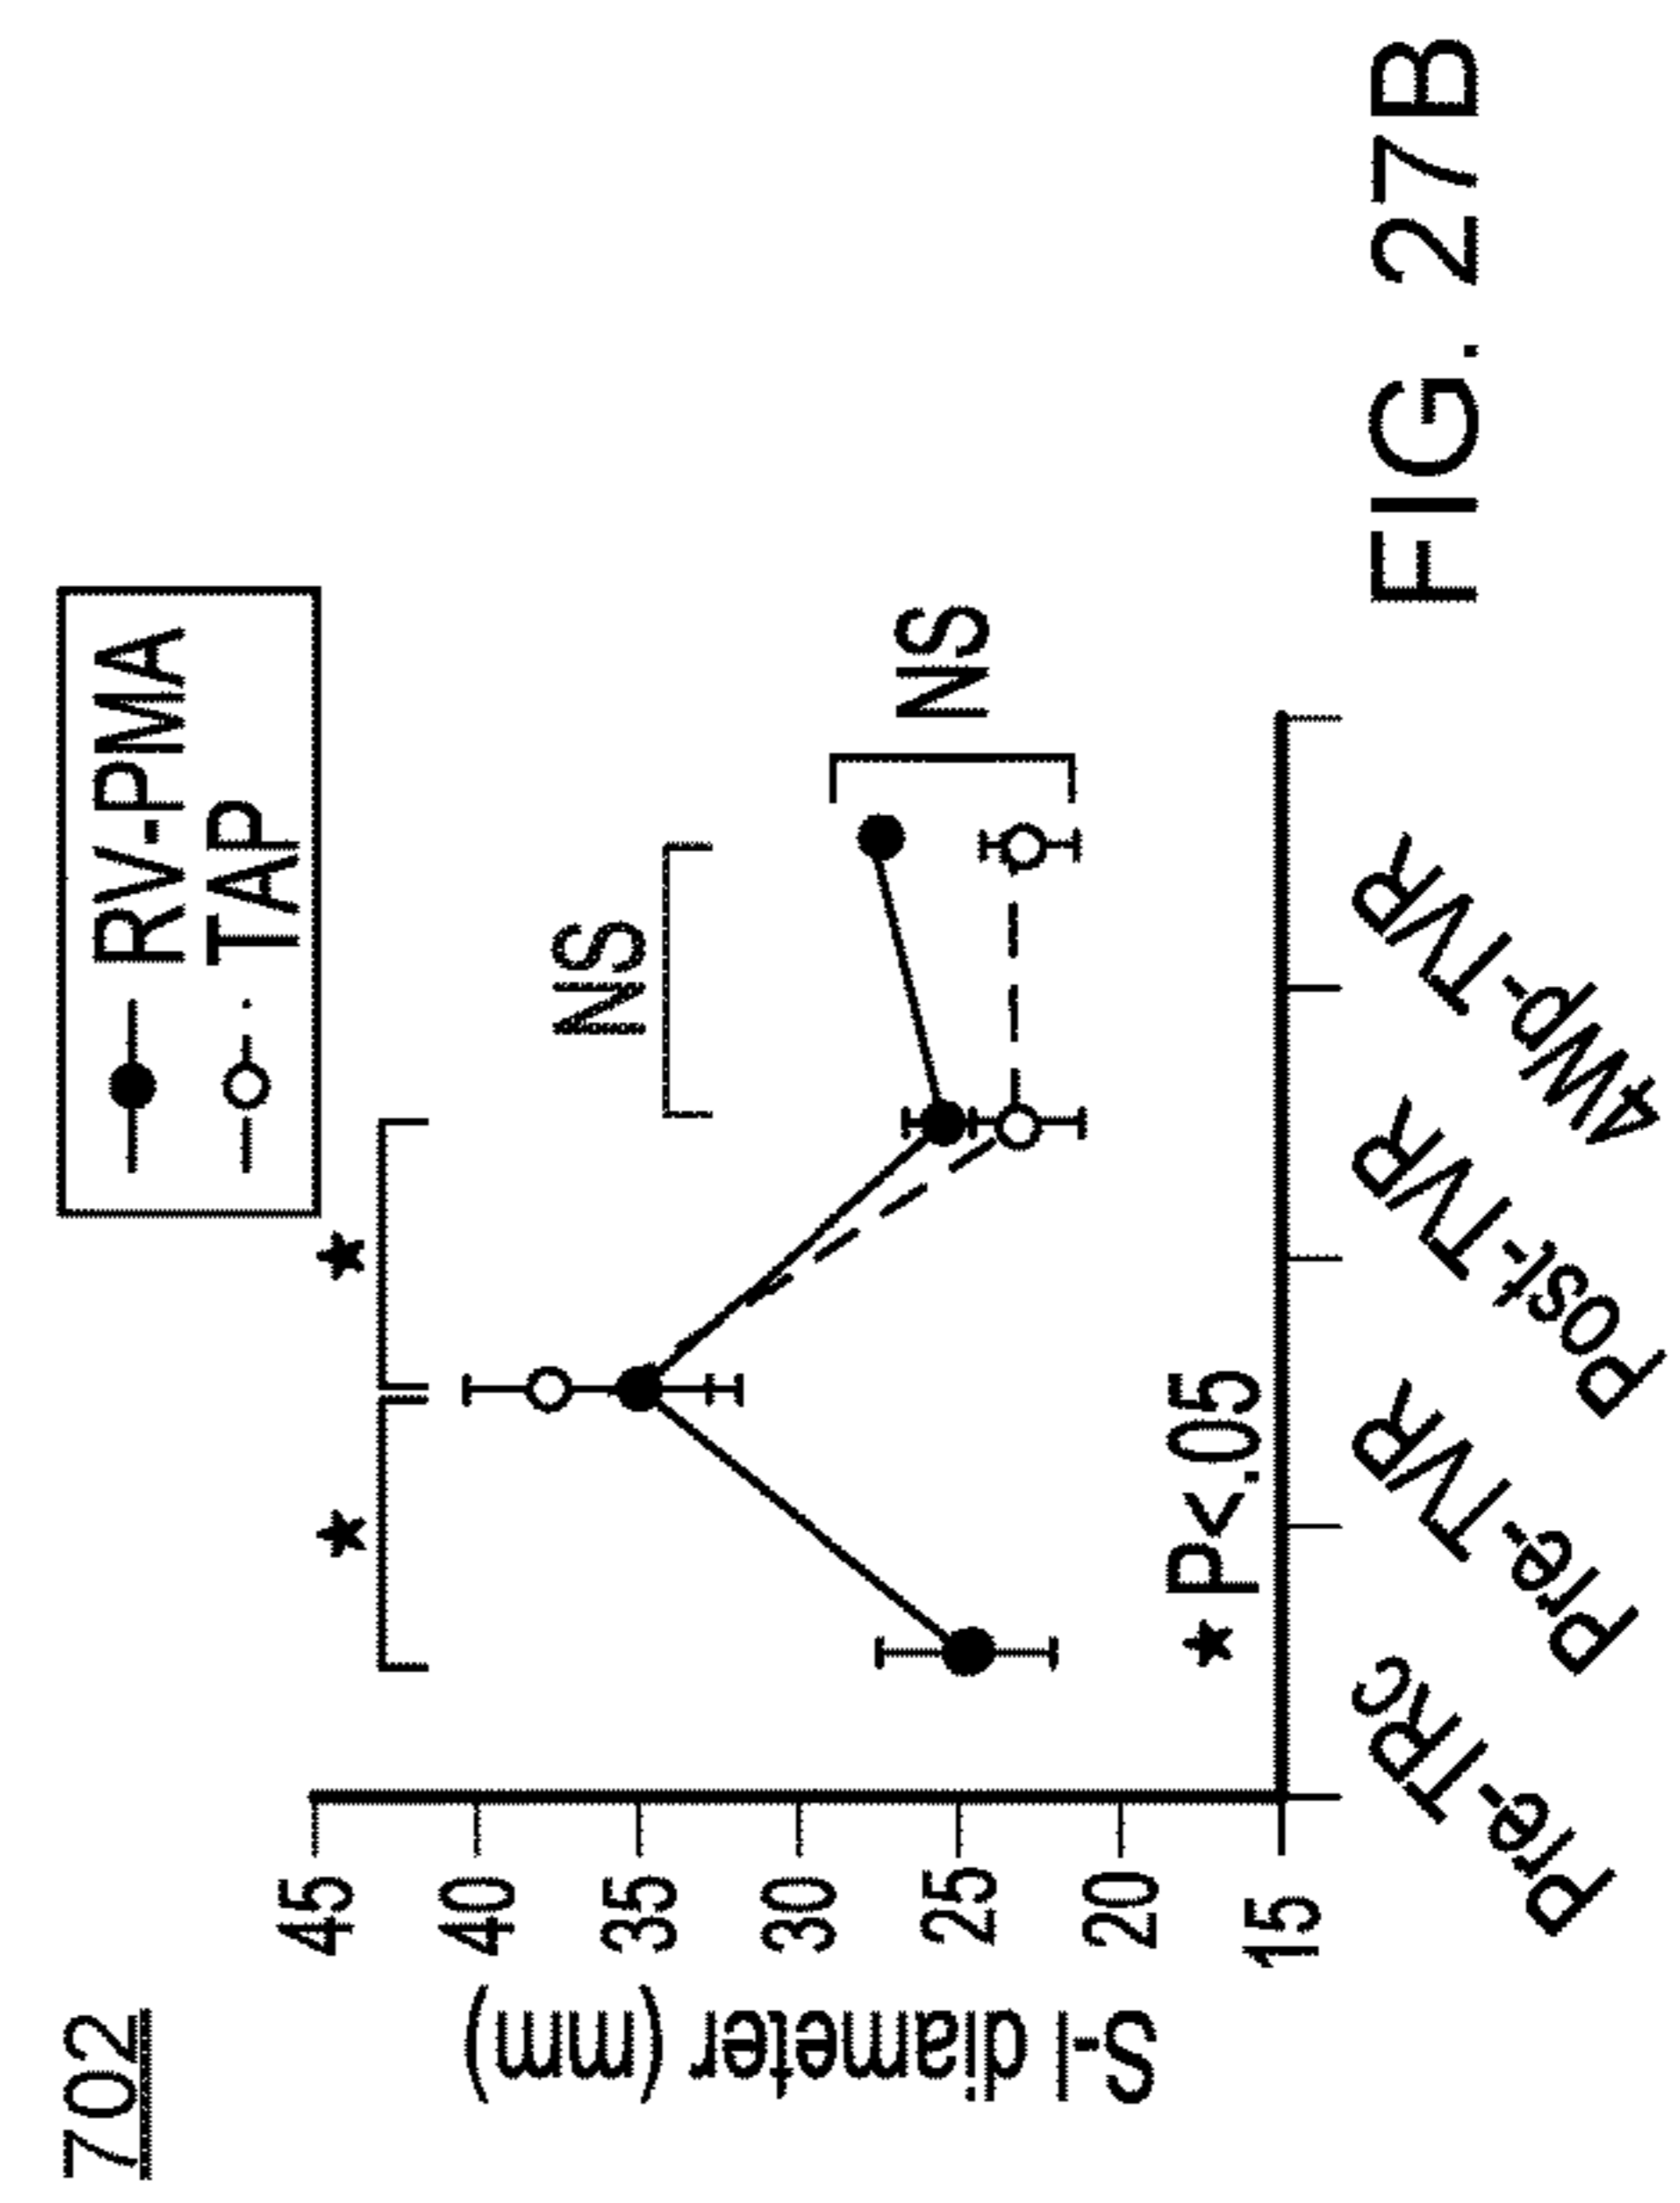 702
RV-PMA
TAP
S-I diameter (mm)
45
40
35
30
25
20
15
★
★
NS
NS
★P<.05
Pre-TRc
Pre-TVR
Post-TVR
4Wp-TVR
FIG. 27B